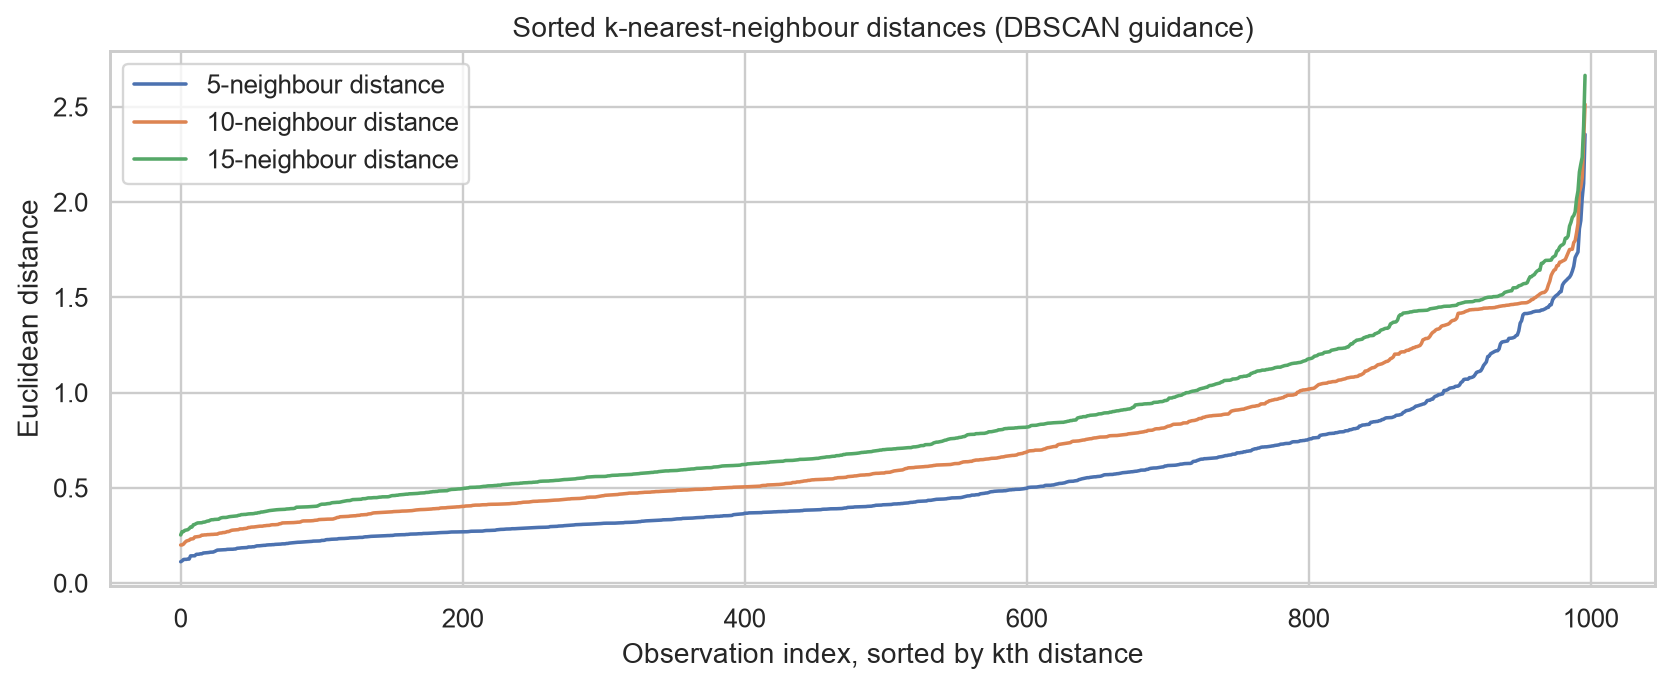 Sorted k-nearest-neighbour distances (DBSCAN guidance)
5-neighbour distance
10-neighbour distance
15-neighbour distance
Euclidean distance
2.5
2.0
1.5
1.0
0.5
0.0
0 200 400 600 800 1000
Observation index, sorted by kth distance